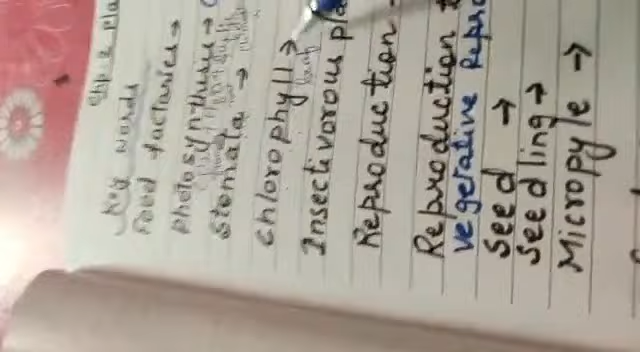 Key words
Food factories →
Photosynthesis →
Stomata →
Chlorophyll →
Insectivorous pla
Reproduction
Reproduction
vegetative Repro
Seed →
Seedling →
Micropyle →